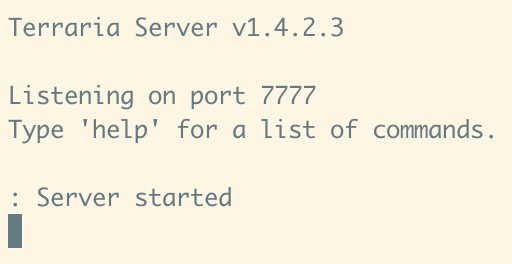 Terraria Server v1.4.2.3
Listening on port 7777
Type 'help' for a list of commands.
: Server started